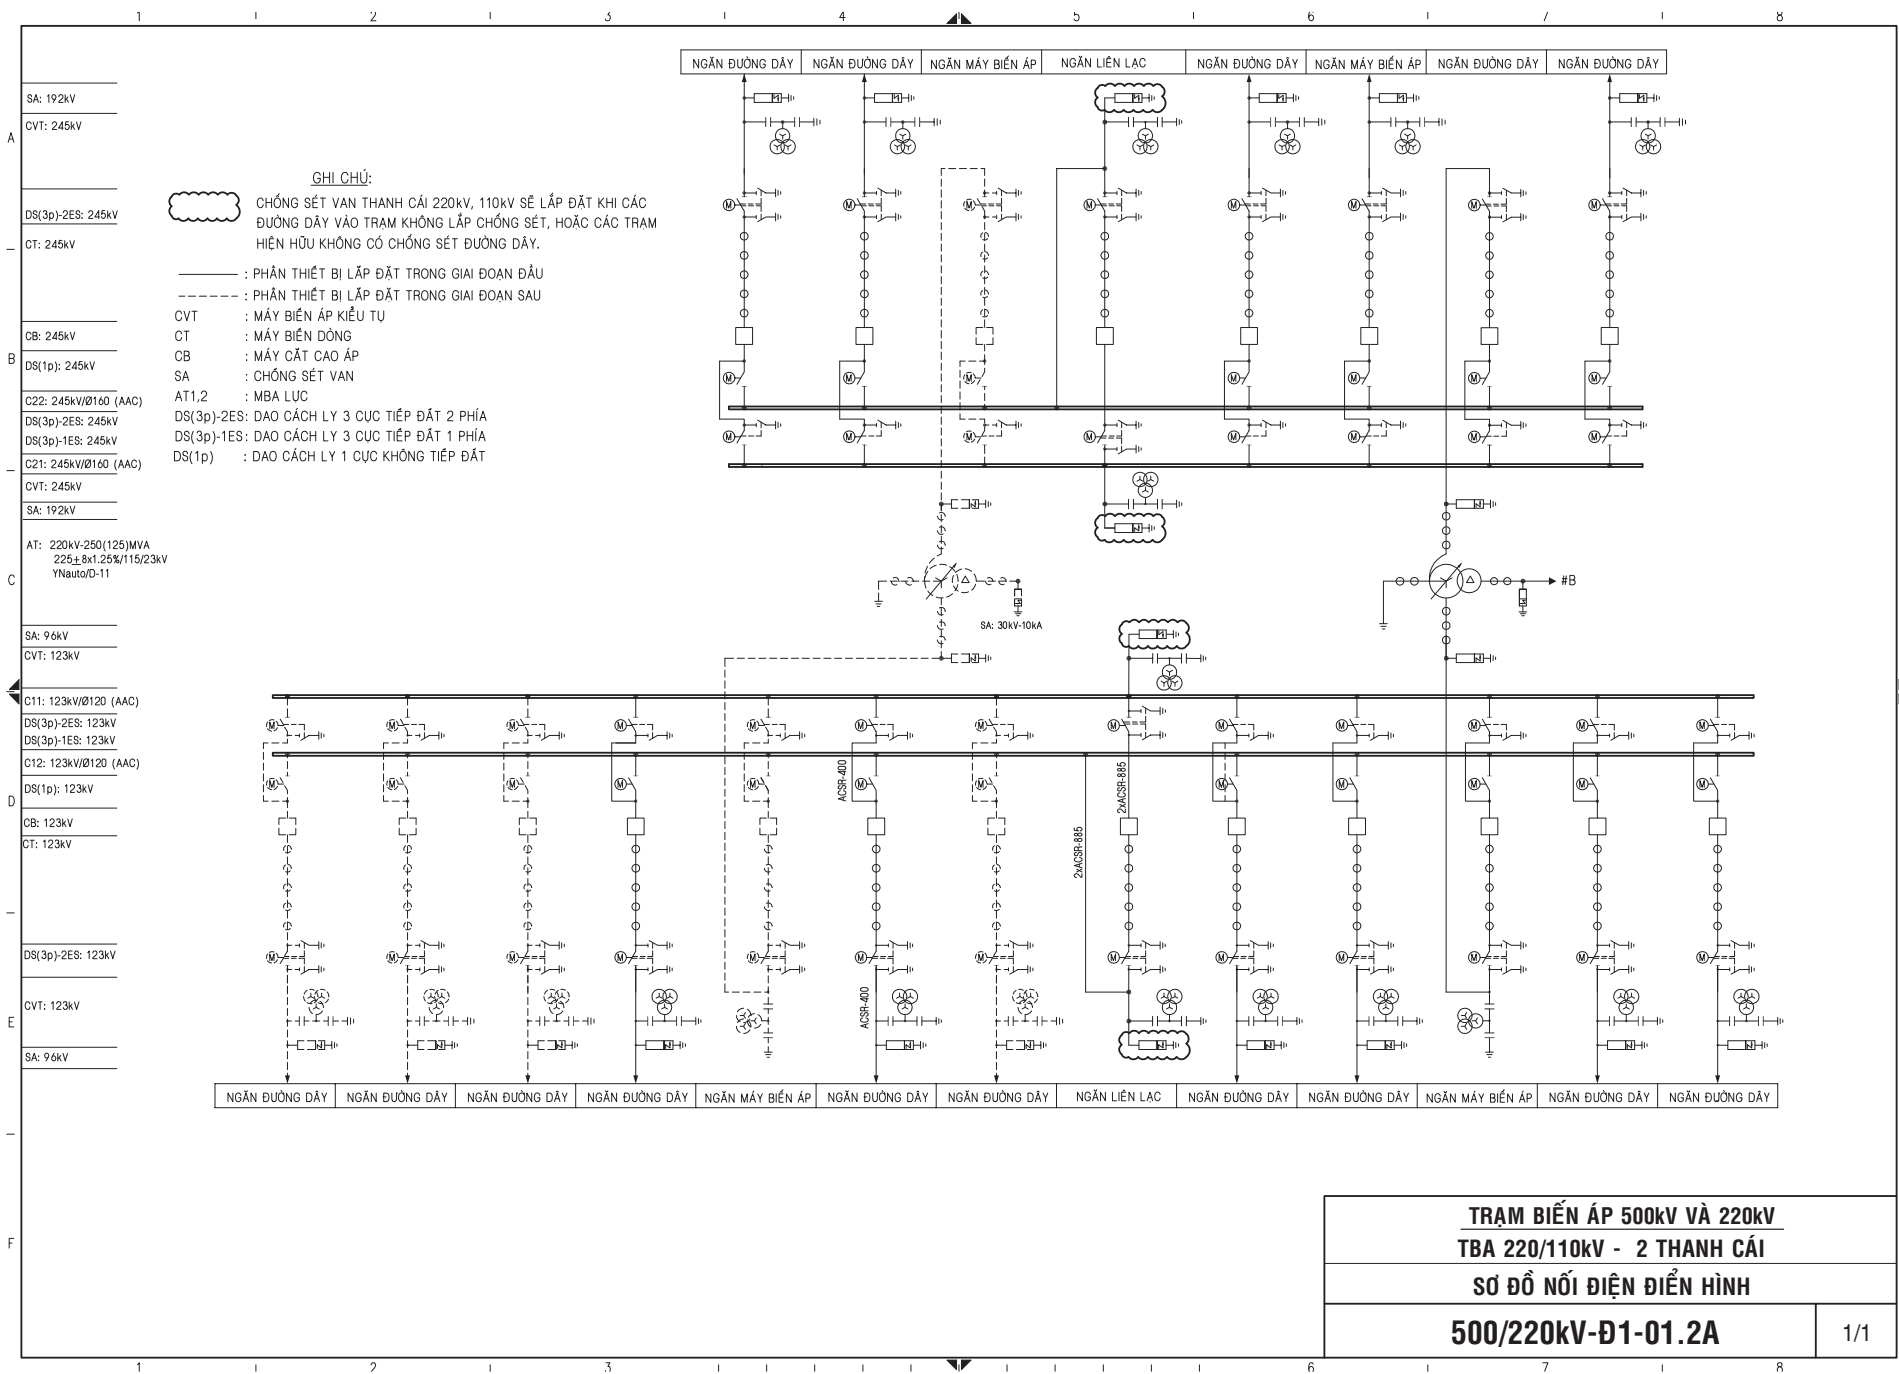 1 2 3 4 5 6 7 8
NGĂN ĐƯỜNG DÂY NGĂN ĐƯỜNG DÂY NGĂN MÁY BIẾN ÁP NGĂN LIÊN LẠC NGĂN ĐƯỜNG DÂY NGĂN MÁY BIẾN ÁP NGĂN ĐƯỜNG DÂY NGĂN ĐƯỜNG DÂY
SA: 192kV
CVT: 245kV
A
DS(3p)-2ES: 245kV
CT: 245kV
CB: 245kV
B
DS(1p): 245kV
C22: 245kV/Ø160 (AAC)
DS(3p)-2ES: 245kV
DS(3p)-1ES: 245kV
C21: 245kV/Ø160 (AAC)
CVT: 245kV
SA: 192kV
AT: 220kV-250(125)MVA
225±8x1.25%/115/23kV
YNauto/D-11
C
SA: 96kV
CVT: 123kV
C11: 123kV/Ø120 (AAC)
DS(3p)-2ES: 123kV
DS(3p)-1ES: 123kV
C12: 123kV/Ø120 (AAC)
DS(1p): 123kV
D
CB: 123kV
CT: 123kV
DS(3p)-2ES: 123kV
CVT: 123kV
E
SA: 96kV
F
GHI CHÚ:
CHỐNG SÉT VAN THANH CÁI 220kV, 110kV SẼ LẮP ĐẶT KHI CÁC
ĐƯỜNG DÂY VÀO TRẠM KHÔNG LẮP CHỐNG SÉT, HOẶC CÁC TRẠM
HIỆN HỮU KHÔNG CÓ CHỐNG SÉT ĐƯỜNG DÂY.
: PHẦN THIẾT BỊ LẮP ĐẶT TRONG GIAI ĐOẠN ĐẦU
: PHẦN THIẾT BỊ LẮP ĐẶT TRONG GIAI ĐOẠN SAU
CVT : MÁY BIẾN ÁP KIỂU TỤ
CT : MÁY BIẾN DÒNG
CB : MÁY CẮT CAO ÁP
SA : CHỐNG SÉT VAN
AT1,2 : MBA LỰC
DS(3p)-2ES: DAO CÁCH LY 3 CỰC TIẾP ĐẤT 2 PHÍA
DS(3p)-1ES: DAO CÁCH LY 3 CỰC TIẾP ĐẤT 1 PHÍA
DS(1p) : DAO CÁCH LY 1 CỰC KHÔNG TIẾP ĐẤT
M M M M M M M M
M M M M M M M
M M M M M M M M
#B
SA: 30kV-10kA
M M M M M M M M M M M M M
M M M M M M M M M M M M
ACSR-400
2xACSR-885
2xACSR-885
M M M M M M M M M M M M M
ACSR-400
NGĂN ĐƯỜNG DÂY NGĂN ĐƯỜNG DÂY NGĂN ĐƯỜNG DÂY NGĂN ĐƯỜNG DÂY NGĂN MÁY BIẾN ÁP NGĂN ĐƯỜNG DÂY NGĂN ĐƯỜNG DÂY NGĂN LIÊN LẠC NGĂN ĐƯỜNG DÂY NGĂN ĐƯỜNG DÂY NGĂN MÁY BIẾN ÁP NGĂN ĐƯỜNG DÂY NGĂN ĐƯỜNG DÂY
TRẠM BIẾN ÁP 500kV VÀ 220kV
TBA 220/110kV - 2 THANH CÁI
SƠ ĐỒ NỐI ĐIỆN ĐIỂN HÌNH
500/220kV-Đ1-01.2A 1/1
1 2 3 6 7 8